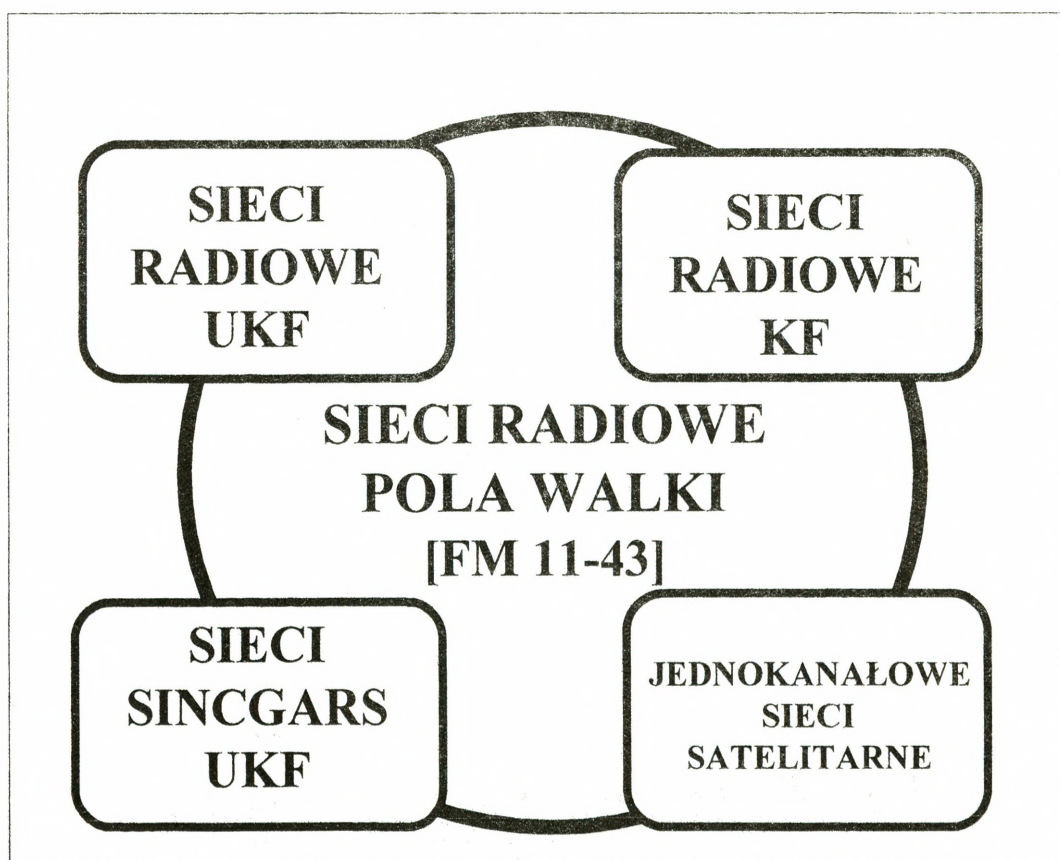 SIECI
RADIOWE
UKF
SIECI
RADIOWE
KF
SIECI RADIOWE
POLA WALKI
[FM 11-43]
SIECI
SINCGARS
UKF
JEDNOKANAŁOWE
SIECI
SATELITARNE